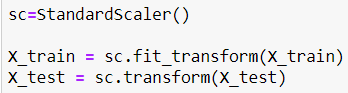 sc=StandardScaler()
X_train = sc.fit_transform(X_train)
X_test = sc.transform(X_test)